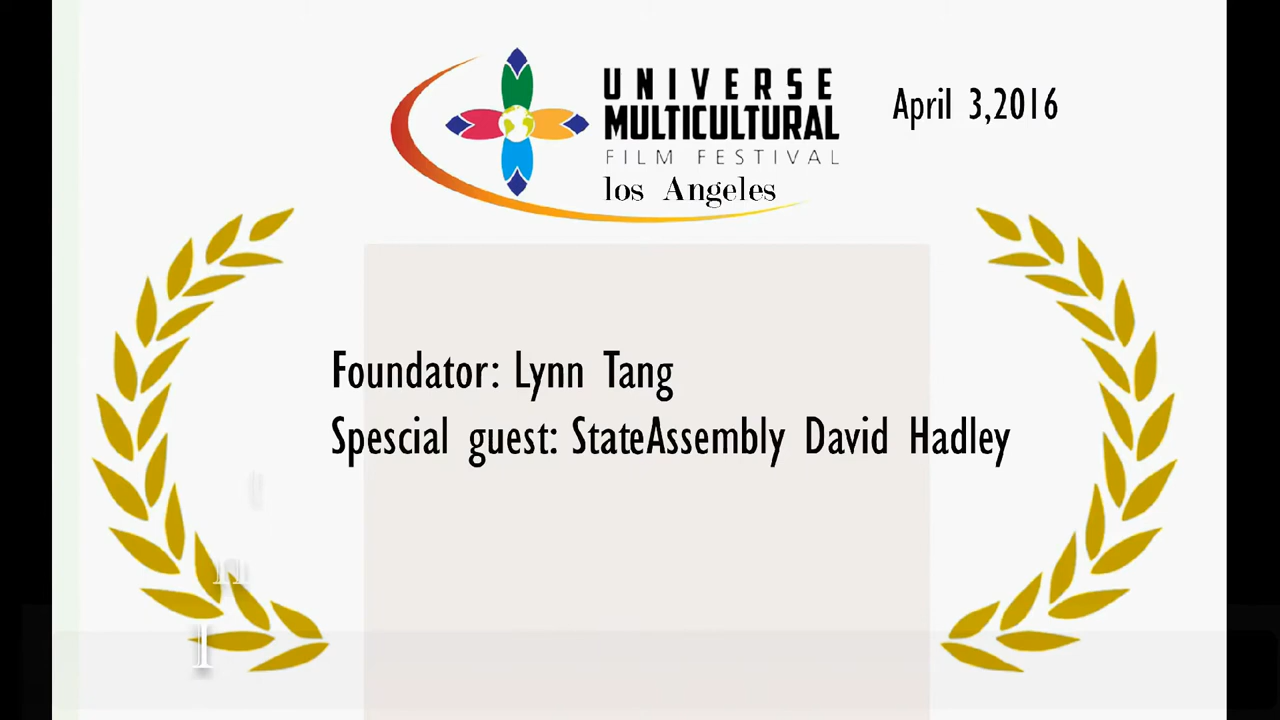 UNIVERSE
MULTICULTURAL
FILM FESTIVAL
los Angeles
April 3,2016
Foundator: Lynn Tang
Spescial guest: StateAssembly David Hadley